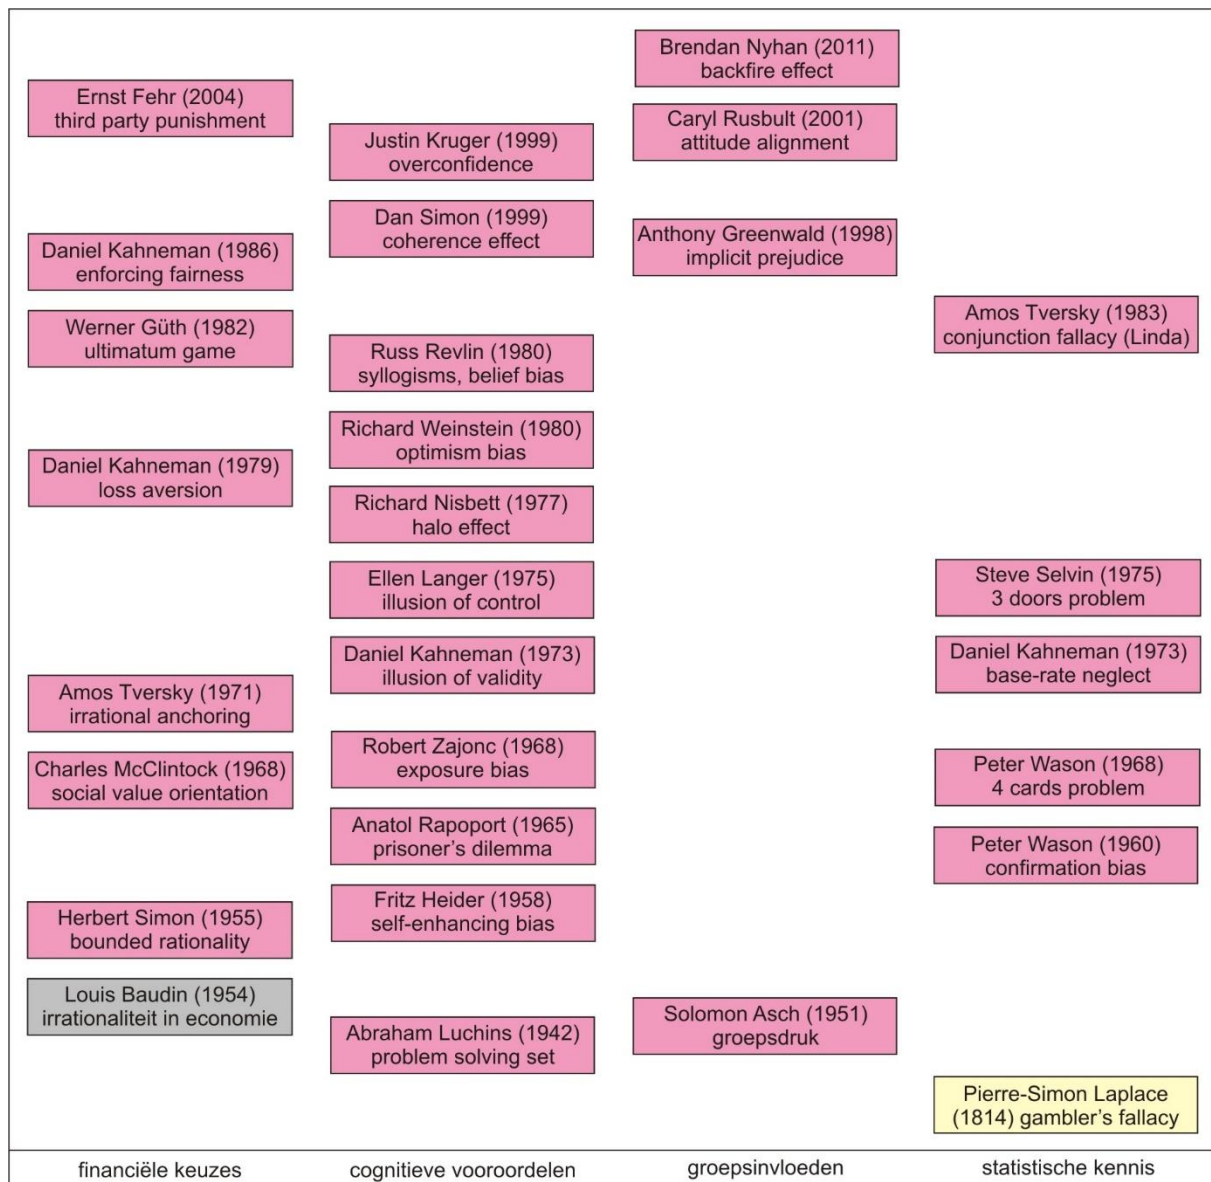 Ernst Fehr (2004)
third party punishment
Daniel Kahneman (1986)
enforcing fairness
Werner Güth (1982)
ultimatum game
Daniel Kahneman (1979)
loss aversion
Amos Tversky (1971)
irrational anchoring
Charles McClintock (1968)
social value orientation
Herbert Simon (1955)
bounded rationality
Louis Baudin (1954)
irrationaliteit in economie
financiële keuzes
Justin Kruger (1999)
overconfidence
Dan Simon (1999)
coherence effect
Russ Revlin (1980)
syllogisms, belief bias
Richard Weinstein (1980)
optimism bias
Richard Nisbett (1977)
halo effect
Ellen Langer (1975)
illusion of control
Daniel Kahneman (1973)
illusion of validity
Robert Zajonc (1968)
exposure bias
Anatol Rapoport (1965)
prisoner's dilemma
Fritz Heider (1958)
self-enhancing bias
Abraham Luchins (1942)
problem solving set
cognitieve vooroordelen
Brendan Nyhan (2011)
backfire effect
Caryl Rusbult (2001)
attitude alignment
Anthony Greenwald (1998)
implicit prejudice
Solomon Asch (1951)
groepsdruk
groepsinvloeden
Amos Tversky (1983)
conjunction fallacy (Linda)
Steve Selvin (1975)
3 doors problem
Daniel Kahneman (1973)
base-rate neglect
Peter Wason (1968)
4 cards problem
Peter Wason (1960)
confirmation bias
Pierre-Simon Laplace
(1814) gambler's fallacy
statistische kennis